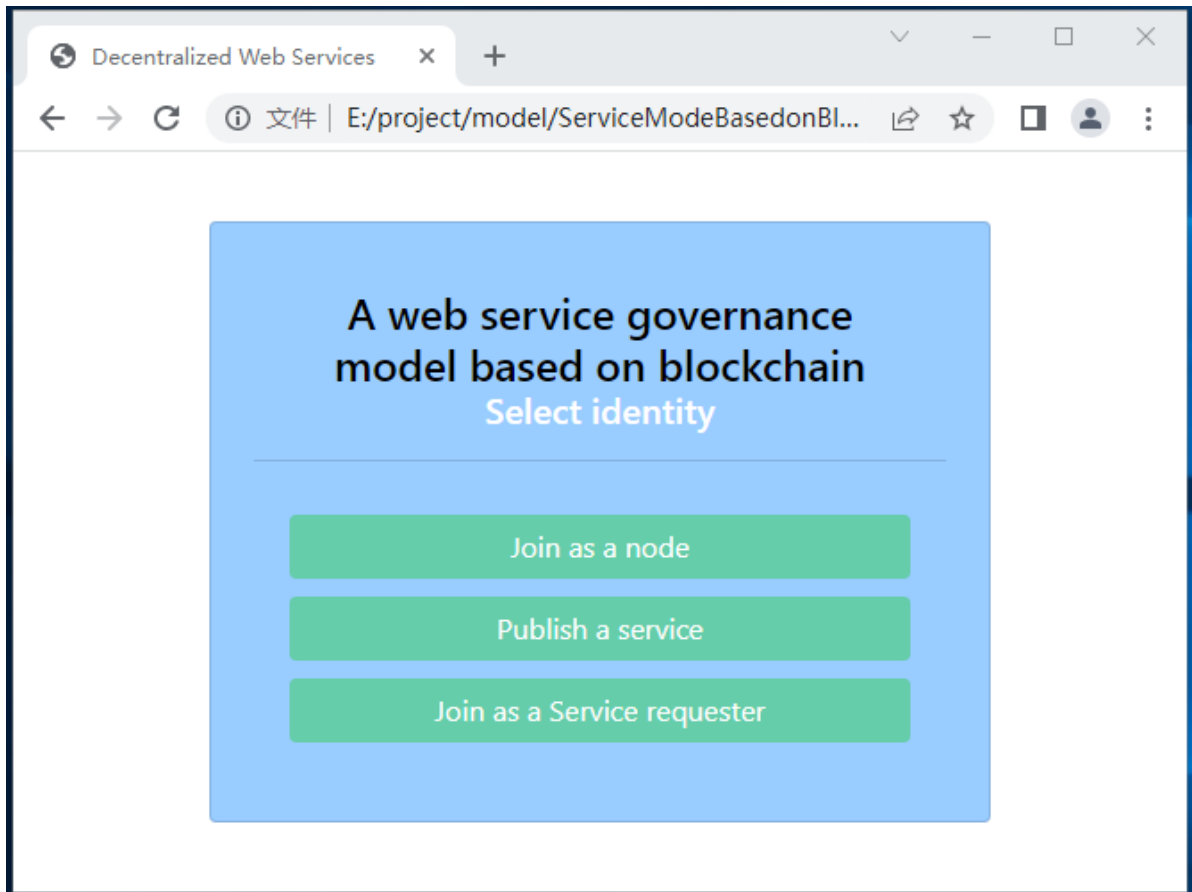 Decentralized Web Services
文件 | E:/project/model/ServiceModeBasedonBl...
A web service governance
model based on blockchain
Select identity
Join as a node
Publish a service
Join as a Service requester